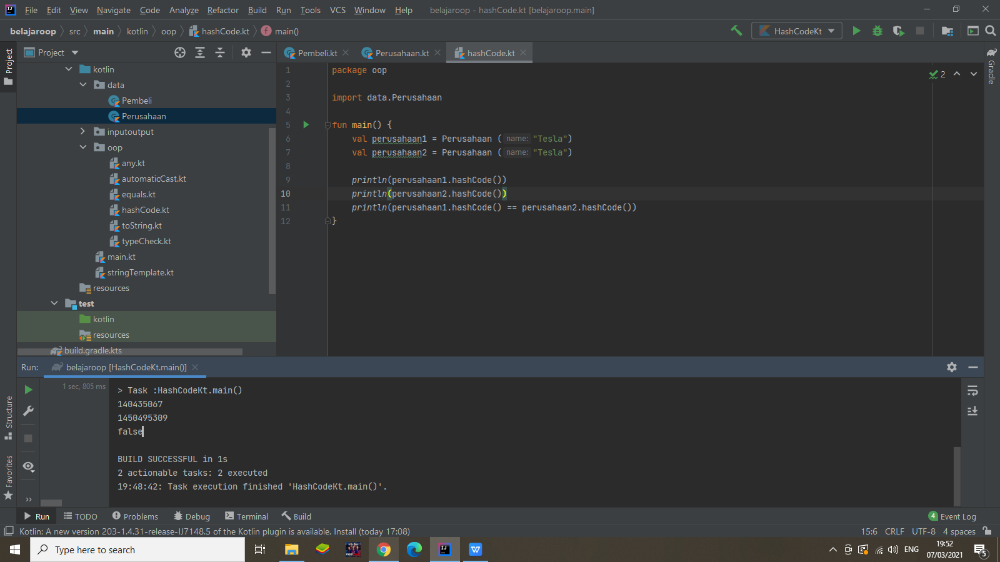 File Edit View Navigate Code Analyze Refactor Build Run Tools VCS Window Help belajaroop - hashCode.kt [belajaroop.main]
belajaroop src main kotlin oop hashCode.kt f main() HashCodeKt
Project
Project
Pembeli.kt Perusahaan.kt hashCode.kt
Gradle
kotlin
data
Pembeli
Perusahaan
inputoutput
oop
any.kt
automaticCast.kt
equals.kt
hashCode.kt
toString.kt
typeCheck.kt
main.kt
stringTemplate.kt
resources
test
kotlin
resources
build.gradle.kts
1 package oop
2
3 import data.Perusahaan
4
5 fun main() {
6 val perusahaan1 = Perusahaan ( name: "Tesla")
7 val perusahaan2 = Perusahaan ( name: "Tesla")
8
9 println(perusahaan1.hashCode())
10 println(perusahaan2.hashCode())
11 println(perusahaan1.hashCode() == perusahaan2.hashCode())
12 }
2
Run: belajaroop [HashCodeKt.main()]
1 sec, 805 ms
> Task :HashCodeKt.main()
140435067
1450495309
false
BUILD SUCCESSFUL in 1s
2 actionable tasks: 2 executed
19:48:42: Task execution finished 'HashCodeKt.main()'.
Structure
Favorites
Run TODO Problems Debug Terminal Build 4 Event Log
Kotlin: A new version 203-1.4.31-release-IJ7148.5 of the Kotlin plugin is available. Install (today 17:08) 15:6 CRLF UTF-8 4 spaces
Type here to search
ENG
19:52
07/03/2021
5